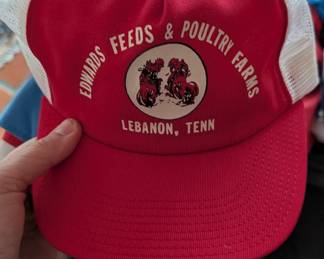 EDWARDS FEEDS & POULTRY FARMS
LEBANON, TENN